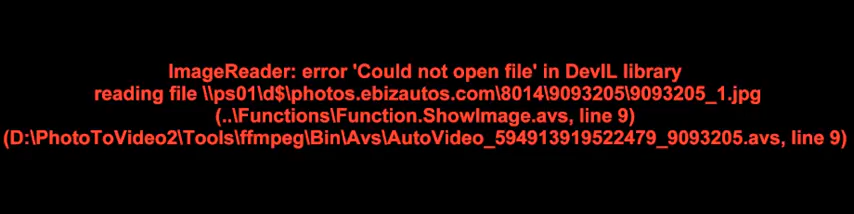 ImageReader: error 'Could not open file' in DevIL library
reading file \\ps01\d$\photos.ebizautos.com\8014\9093205\9093205_1.jpg
(..\Functions\Function.ShowImage.avs, line 9)
(D:\PhotoToVideo2\Tools\ffmpeg\Bin\Avs\AutoVideo_594913919522479_9093205.avs, line 9)